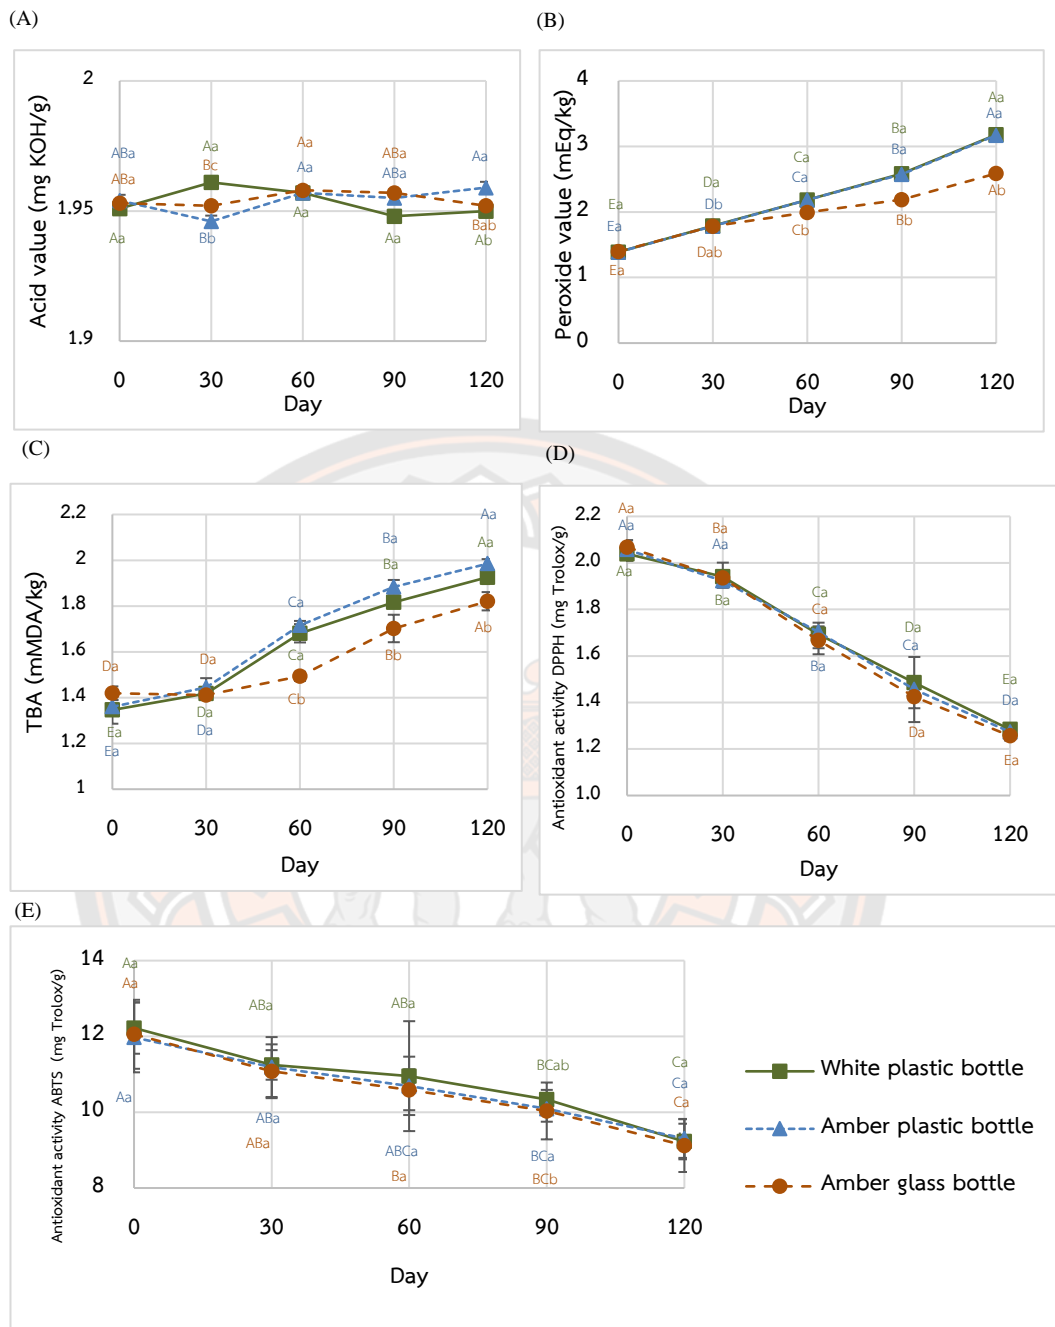 (A)
(B)
2
1.95
1.9
Acid value (mg KOH/g)
ABa
ABa
Aa
Aa
Bc
Bb
Aa
Aa
Aa
ABa
ABa
Aa
Aa
Bab
Ab
0 30 60 90 120
Day
4
3
2
1
0
Peroxide value (mEq/kg)
Ea
Ea
Ea
Da
Db
Dab
Ca
Ca
Cb
Ba
Ba
Bb
Aa
Aa
Ab
0 30 60 90 120
Day
(C)
(D)
2.2
2
1.8
1.6
1.4
1.2
1
TBA (mMDA/kg)
Da
Ea
Ea
Da
Da
Da
Ca
Ca
Cb
Ba
Ba
Bb
Aa
Aa
Ab
0 30 60 90 120
Day
2.2
2.0
1.8
1.6
1.4
1.2
1.0
Antioxidant activity DPPH (mg Trolox/g)
Aa
Aa
Aa
Ba
Aa
Ba
Ca
Ca
Ba
Da
Ca
Da
Ea
Da
Ea
0 30 60 90 120
Day
(E)
14
12
10
8
Antioxidant activity ABTS (mg Trolox/g)
Aa
Aa
Aa
ABa
ABa
ABa
ABa
ABCa
Ba
BCab
BCa
BCb
Ca
Ca
Ca
0 30 60 90 120
Day
White plastic bottle
Amber plastic bottle
Amber glass bottle